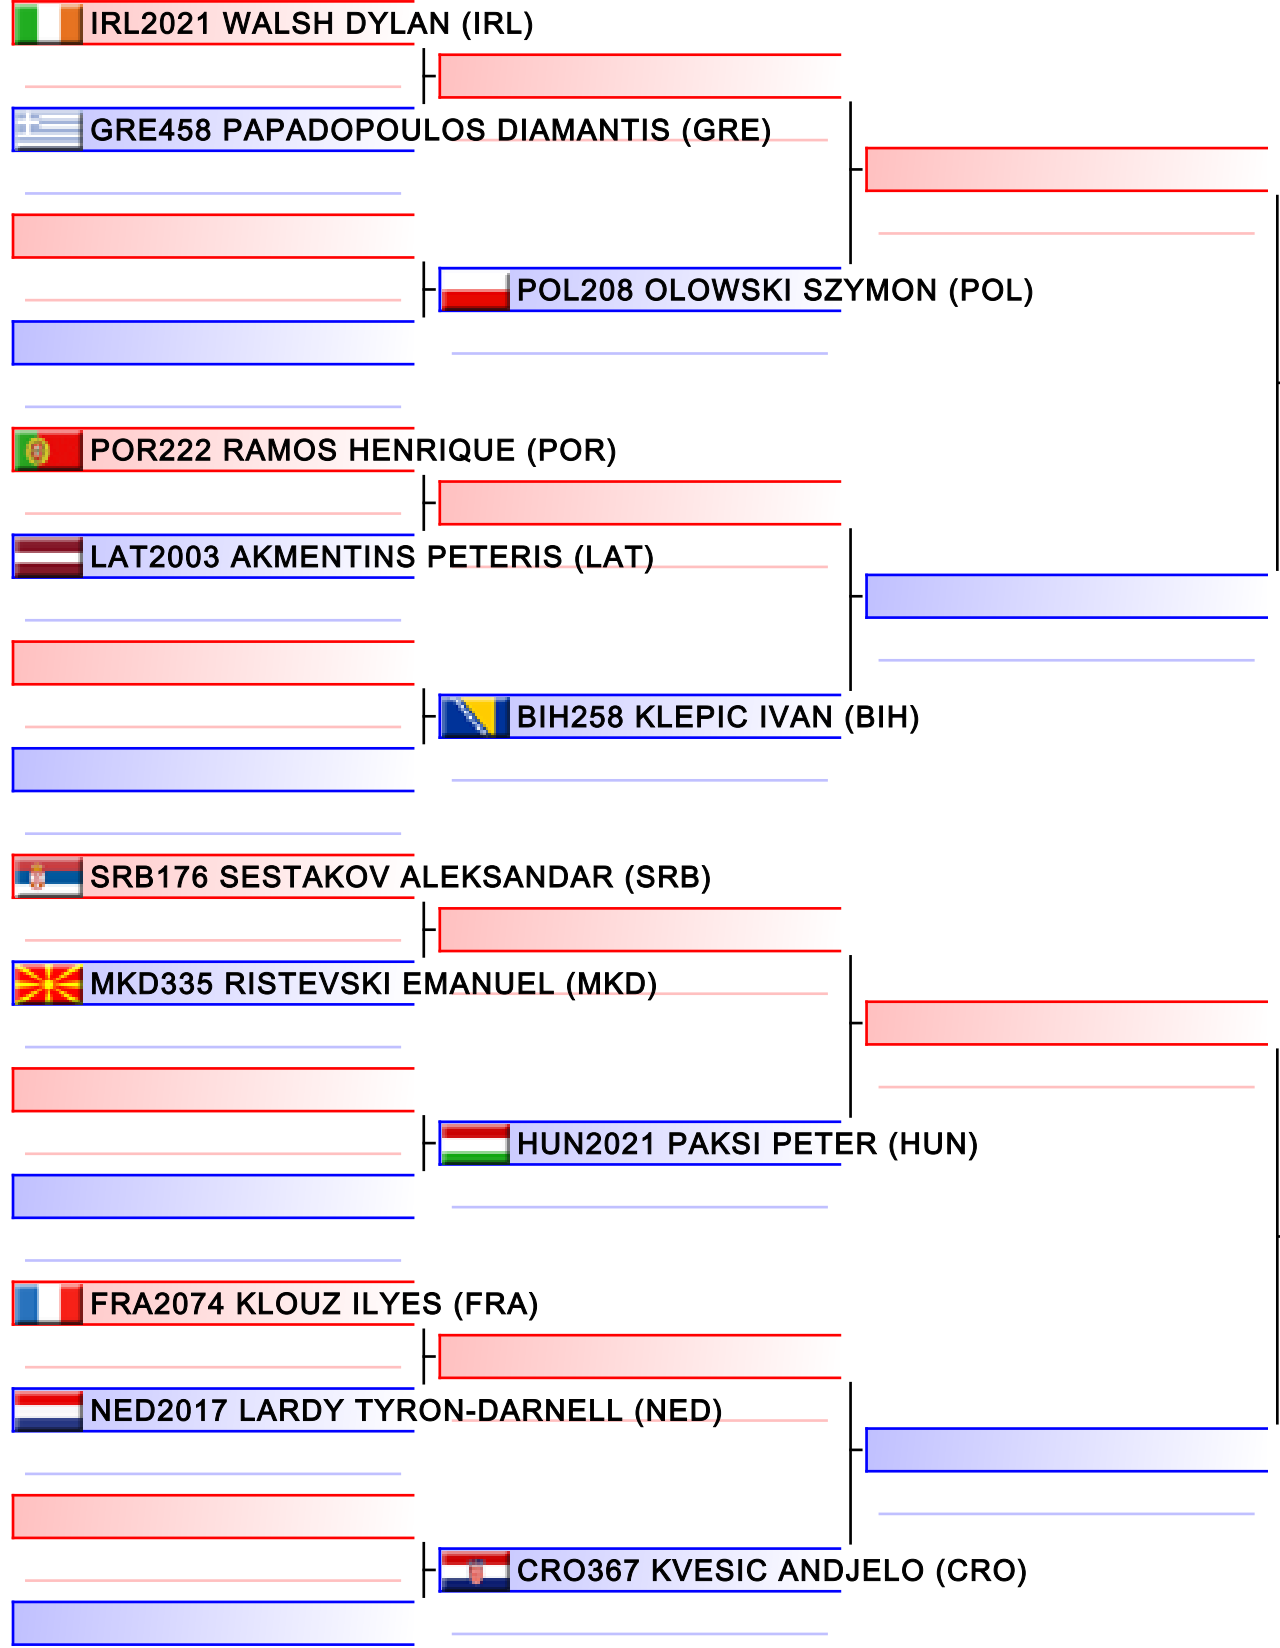 IRL2021 WALSH DYLAN (IRL)
GRE458 PAPADOPOULOS DIAMANTIS (GRE)
POL208 OLOWSKI SZYMON (POL)
POR222 RAMOS HENRIQUE (POR)
LAT2003 AKMENTINS PETERIS (LAT)
BIH258 KLEPIC IVAN (BIH)
SRB176 SESTAKOV ALEKSANDAR (SRB)
MKD335 RISTEVSKI EMANUEL (MKD)
HUN2021 PAKSI PETER (HUN)
FRA2074 KLOUZ ILYES (FRA)
NED2017 LARDY TYRON-DARNELL (NED)
CRO367 KVESIC ANDJELO (CRO)